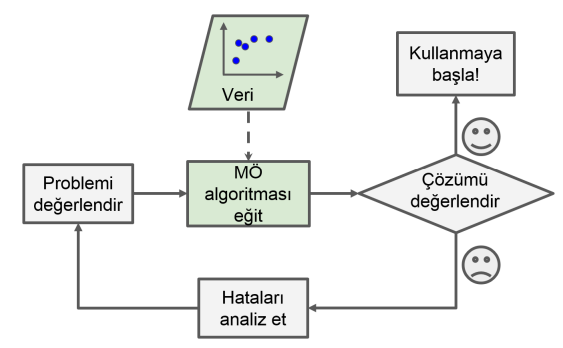 Veri
Kullanmaya
başla!
Problemi
değerlendir
MÖ
algoritması
eğit
Çözümü
değerlendir
Hataları
analiz et